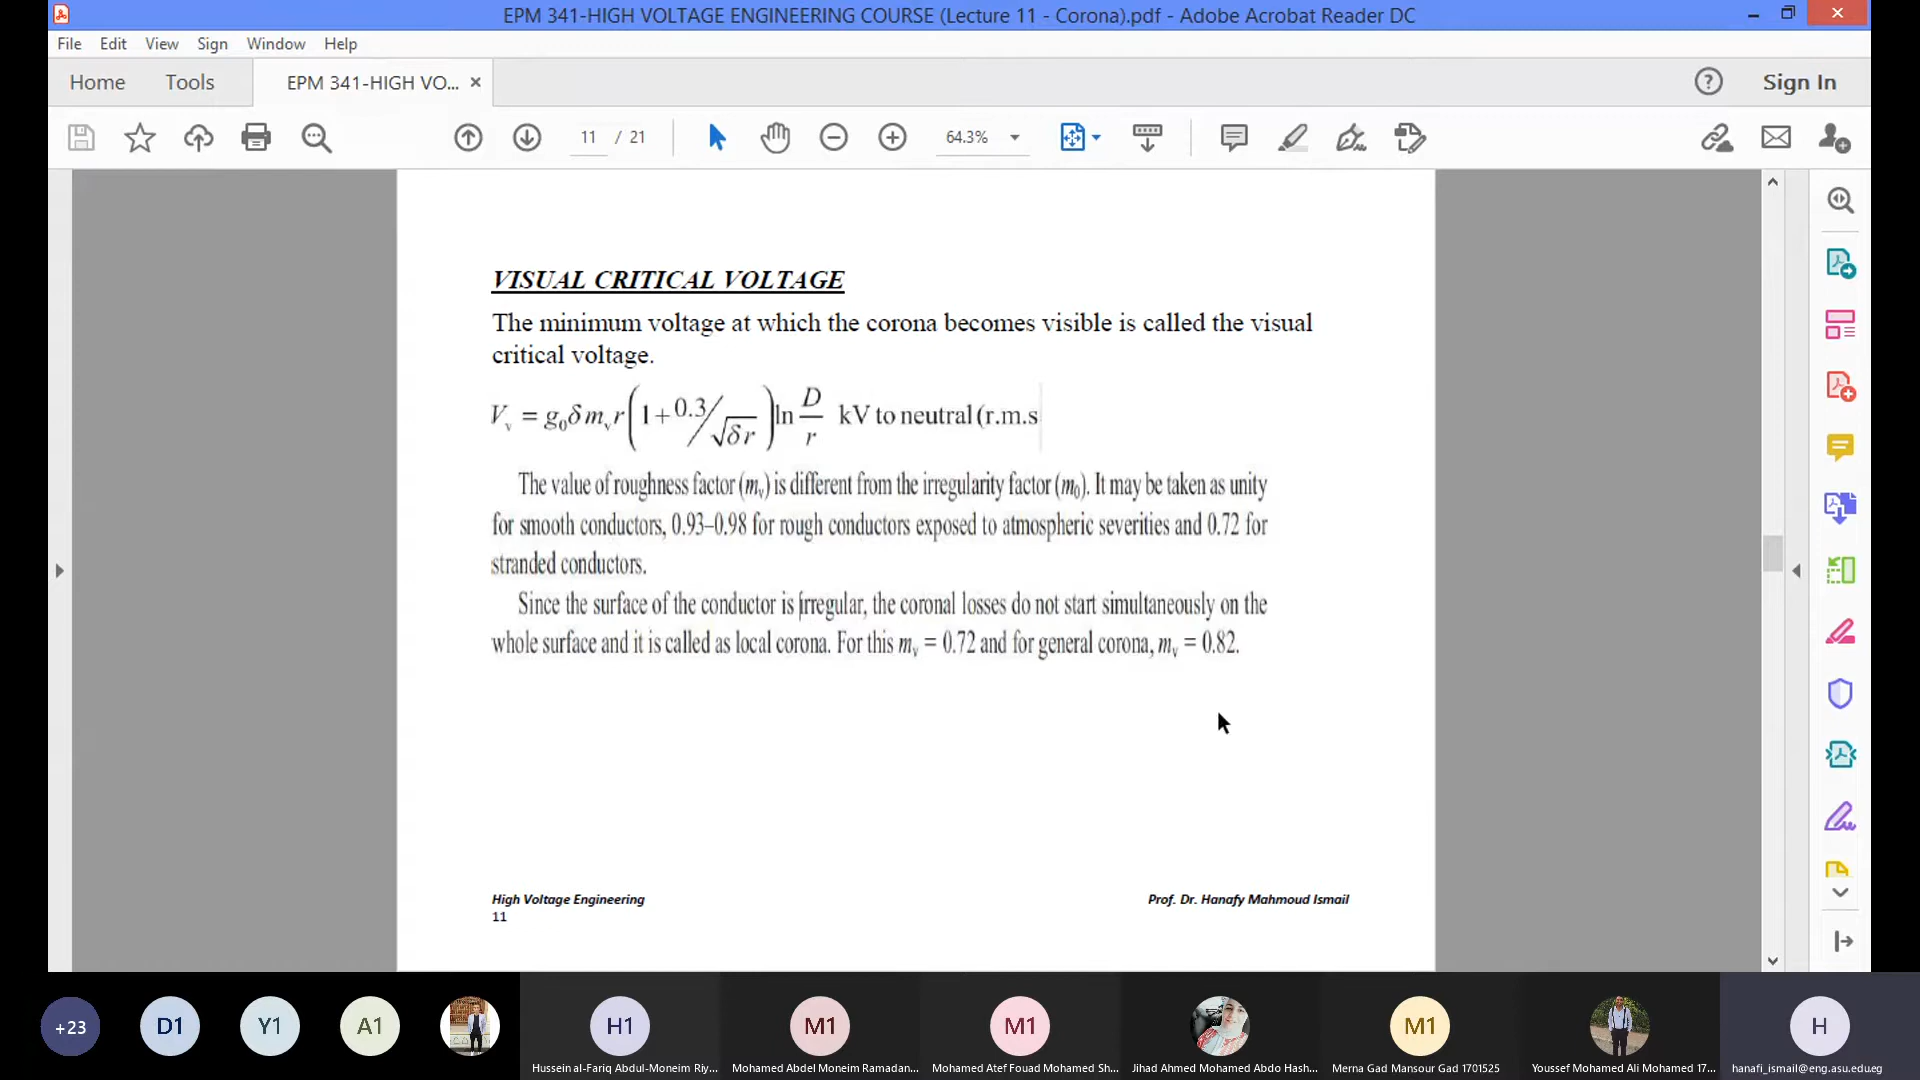 EPM 341-HIGH VOLTAGE ENGINEERING COURSE (Lecture 11 - Corona).pdf - Adobe Acrobat Reader DC
File Edit View Sign Window Help
Home Tools EPM 341-HIGH VO... × Sign In
11 / 21 64.3%
VISUAL CRITICAL VOLTAGE
The minimum voltage at which the corona becomes visible is called the visual
critical voltage.
V_v = g₀δm_v r(1+0.3/√δr) ln D/r kV to neutral (r.m.s
The value of roughness factor (m_v) is different from the irregularity factor (m₀). It may be taken as unity
for smooth conductors, 0.93–0.98 for rough conductors exposed to atmospheric severities and 0.72 for
stranded conductors.
Since the surface of the conductor is irregular, the coronal losses do not start simultaneously on the
whole surface and it is called as local corona. For this m_v = 0.72 and for general corona, m_v = 0.82.
High Voltage Engineering Prof. Dr. Hanafy Mahmoud Ismail
11
+23 D1 Y1 A1 H1 M1 M1 M1 H
Hussein al-Fariq Abdul-Moneim Riy... Mohamed Abdel Moneim Ramadan... Mohamed Atef Fouad Mohamed Sh... Jihad Ahmed Mohamed Abdo Hash... Merna Gad Mansour Gad 1701525 Youssef Mohamed Ali Mohamed 17... hanafi_ismail@eng.asu.edu.eg